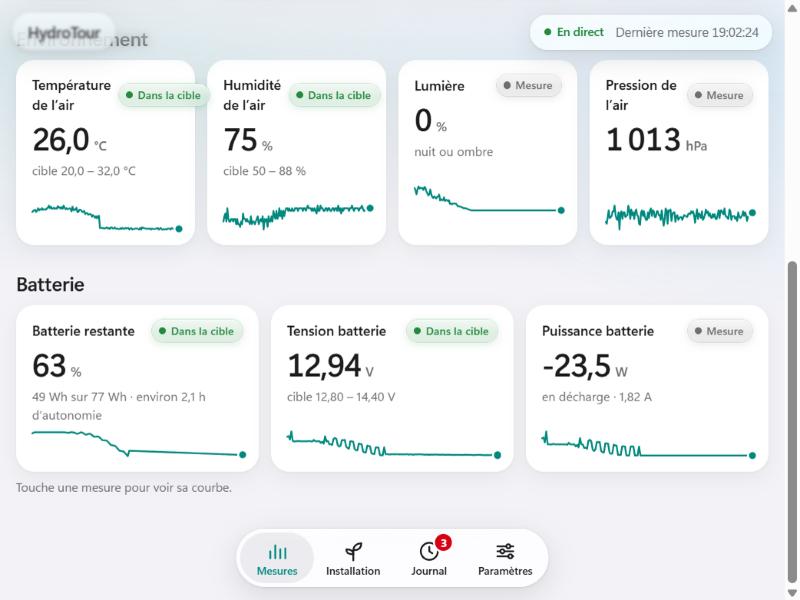 HydroTour
Environnement
En direct Dernière mesure 19:02:24
Température de l'air
Dans la cible
26,0 °C
cible 20,0 – 32,0 °C
Humidité de l'air
Dans la cible
75 %
cible 50 – 88 %
Lumière
Mesure
0 %
nuit ou ombre
Pression de l'air
Mesure
1 013 hPa
Batterie
Batterie restante
Dans la cible
63 %
49 Wh sur 77 Wh · environ 2,1 h
d'autonomie
Tension batterie
Dans la cible
12,94 V
cible 12,80 – 14,40 V
Puissance batterie
Mesure
-23,5 W
en décharge · 1,82 A
Touche une mesure pour voir sa courbe.
Mesures
Installation
3
Journal
Paramètres